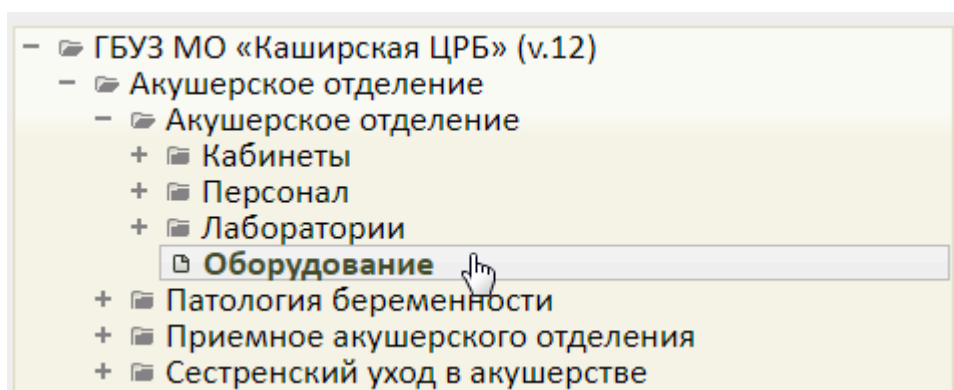 ГБУЗ МО «Каширская ЦРБ» (v.12)
Акушерское отделение
Акушерское отделение
Кабинеты
Персонал
Лаборатории
Оборудование
Патология беременности
Приемное акушерского отделения
Сестренский уход в акушерстве